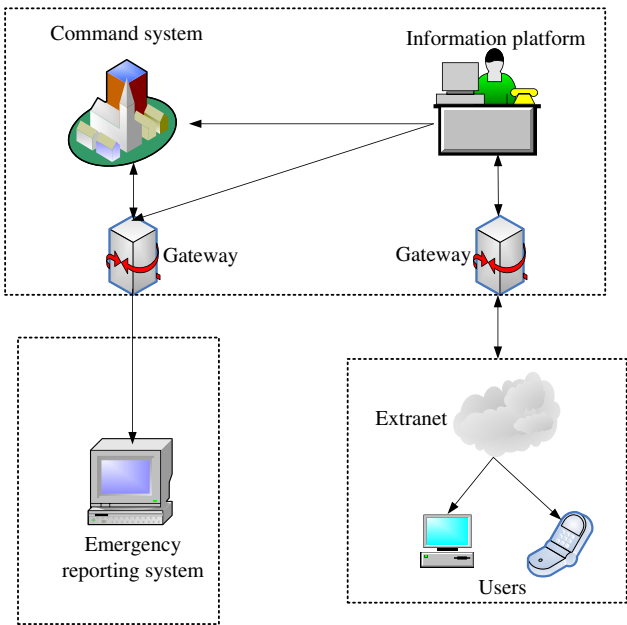 Command system
Information platform
Gateway
Gateway
Extranet
Emergency
reporting system
Users